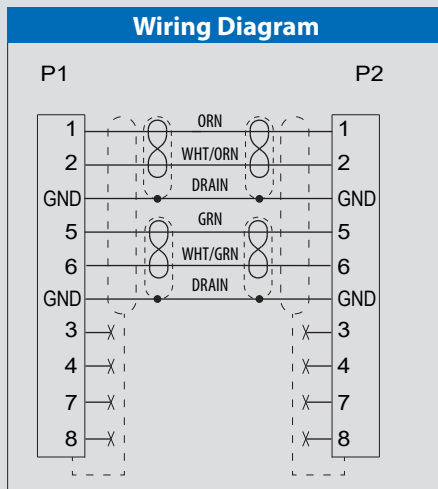 Wiring Diagram
P1 P2
1 ORN 1
2 WHT/ORN 2
GND DRAIN GND
5 GRN 5
6 WHT/GRN 6
GND DRAIN GND
3 3
4 4
7 7
8 8